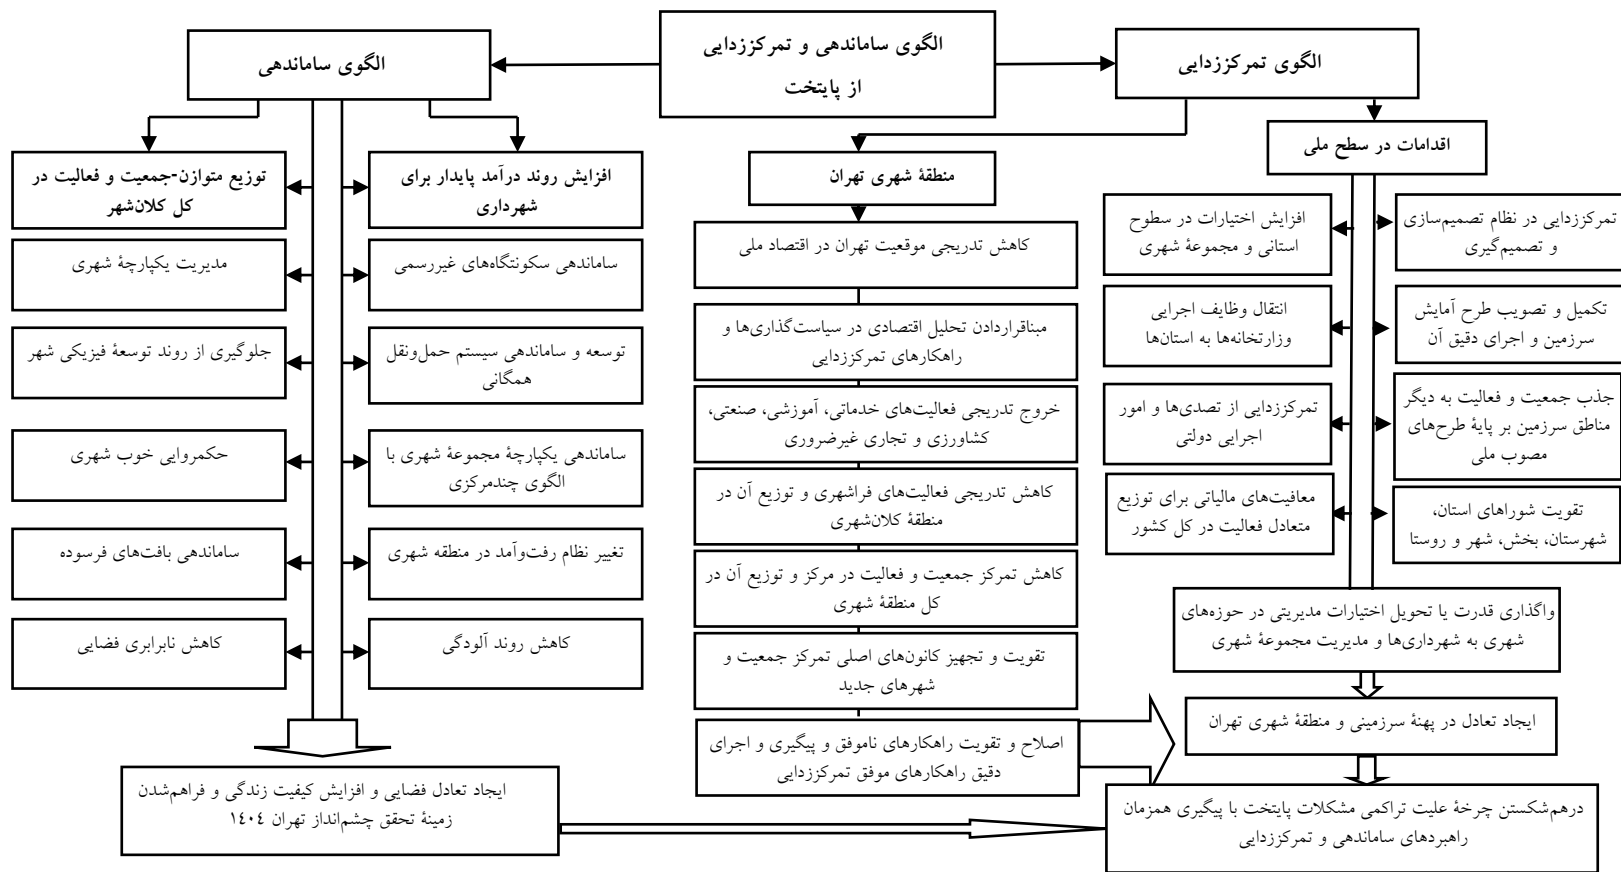 الگوی ساماندهی و تمرکززدایی
از پایتخت
الگوی تمرکززدایی
الگوی ساماندهی
اقدامات در سطح ملی
تمرکززدایی در نظام تصمیم‌سازی
و تصمیم‌گیری
افزایش اختیارات در سطوح
استانی و مجموعهٔ شهری
تکمیل و تصویب طرح آمایش
سرزمین و اجرای دقیق آن
انتقال وظایف اجرایی
وزارتخانه‌ها به استان‌ها
جذب جمعیت و فعالیت به دیگر
مناطق سرزمین بر پایهٔ طرح‌های
مصوب ملی
تمرکززدایی از تصدی‌ها و امور
اجرایی دولتی
تقویت شوراهای استان،
شهرستان، بخش، شهر و روستا
معافیت‌های مالیاتی برای توزیع
متعادل فعالیت در کل کشور
واگذاری قدرت یا تحویل اختیارات مدیریتی در حوزه‌های
شهری به شهرداری‌ها و مدیریت مجموعهٔ شهری
ایجاد تعادل در پهنهٔ سرزمینی و منطقهٔ شهری تهران
درهم‌شکستن چرخهٔ علیت تراکمی مشکلات پایتخت با پیگیری همزمان
راهبردهای ساماندهی و تمرکززدایی
منطقهٔ شهری تهران
کاهش تدریجی موقعیت تهران در اقتصاد ملی
مبناقراردادن تحلیل اقتصادی در سیاست‌گذاری‌ها و
راهکارهای تمرکززدایی
خروج تدریجی فعالیت‌های خدماتی، آموزشی، صنعتی،
کشاورزی و تجاری غیرضروری
کاهش تدریجی فعالیت‌های فراشهری و توزیع آن در
منطقهٔ کلان‌شهری
کاهش تمرکز جمعیت و فعالیت در مرکز و توزیع آن در
کل منطقهٔ شهری
تقویت و تجهیز کانون‌های اصلی تمرکز جمعیت و
شهرهای جدید
اصلاح و تقویت راهکارهای ناموفق و پیگیری و اجرای
دقیق راهکارهای موفق تمرکززدایی
افزایش روند درآمد پایدار برای
شهرداری
توزیع متوازن-جمعیت و فعالیت در
کل کلان‌شهر
ساماندهی سکونتگاه‌های غیررسمی
مدیریت یکپارچهٔ شهری
توسعه و ساماندهی سیستم حمل‌ونقل
همگانی
جلوگیری از روند توسعهٔ فیزیکی شهر
ساماندهی یکپارچهٔ مجموعهٔ شهری با
الگوی چندمرکزی
حکمروایی خوب شهری
تغییر نظام رفت‌وآمد در منطقه شهری
ساماندهی بافت‌های فرسوده
کاهش روند آلودگی
کاهش نابرابری فضایی
ایجاد تعادل فضایی و افزایش کیفیت زندگی و فراهم‌شدن
زمینهٔ تحقق چشم‌انداز تهران ١٤٠٤